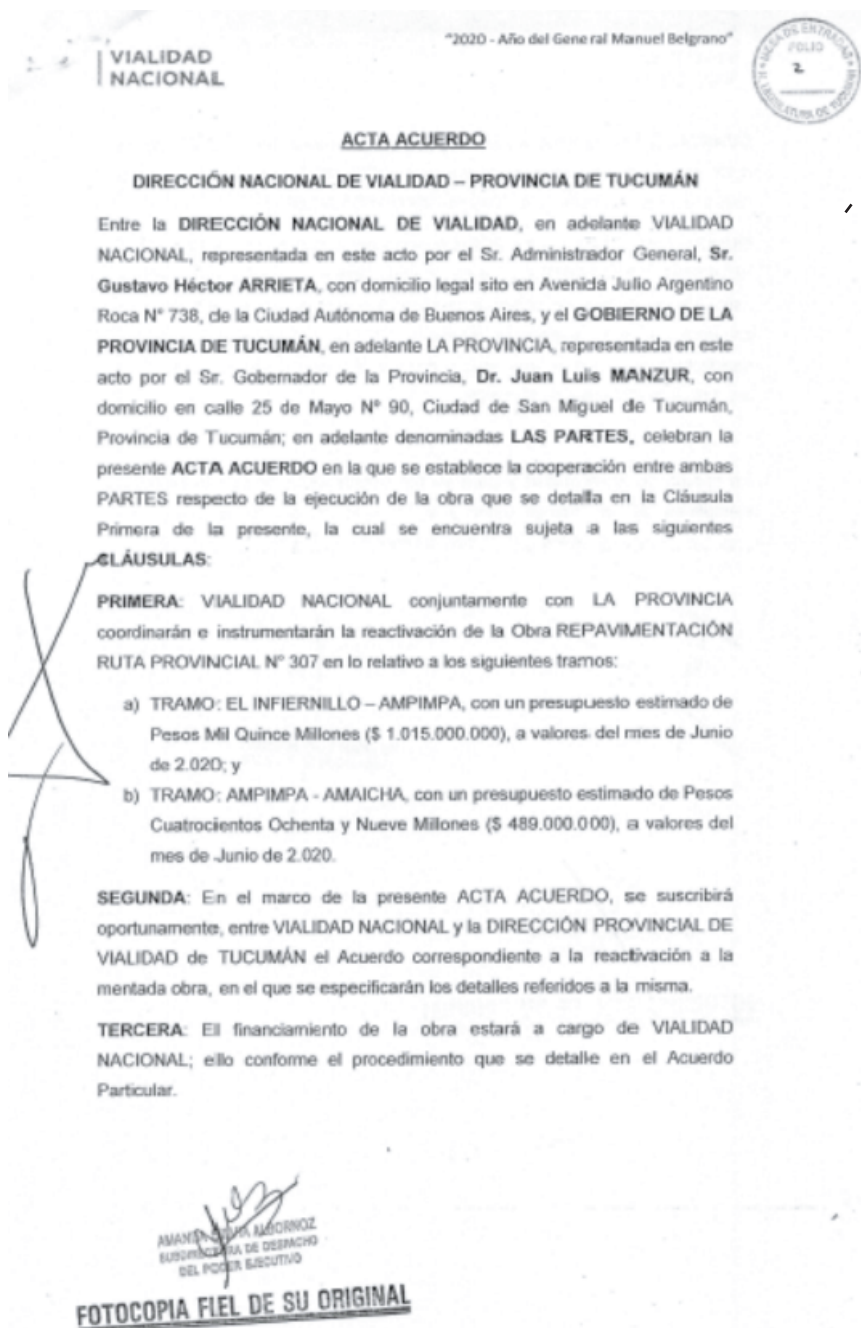 "2020 - Año del General Manuel Belgrano"
VIALIDAD
NACIONAL
MESA DE ENTRADAS
FOLIO
2
H. LEGISLATURA DE TUCUMÁN
ACTA ACUERDO
DIRECCIÓN NACIONAL DE VIALIDAD – PROVINCIA DE TUCUMÁN
Entre la DIRECCIÓN NACIONAL DE VIALIDAD, en adelante VIALIDAD
NACIONAL, representada en este acto por el Sr. Administrador General, Sr.
Gustavo Héctor ARRIETA, con domicilio legal sito en Avenida Julio Argentino
Roca N° 738, de la Ciudad Autónoma de Buenos Aires, y el GOBIERNO DE LA
PROVINCIA DE TUCUMÁN, en adelante LA PROVINCIA, representada en este
acto por el Sr. Gobernador de la Provincia, Dr. Juan Luis MANZUR, con
domicilio en calle 25 de Mayo N° 90, Ciudad de San Miguel de Tucumán,
Provincia de Tucumán; en adelante denominadas LAS PARTES, celebran la
presente ACTA ACUERDO en la que se establece la cooperación entre ambas
PARTES respecto de la ejecución de la obra que se detalla en la Cláusula
Primera de la presente, la cual se encuentra sujeta a las siguientes
CLÁUSULAS:
PRIMERA: VIALIDAD NACIONAL conjuntamente con LA PROVINCIA
coordinarán e instrumentarán la reactivación de la Obra REPAVIMENTACIÓN
RUTA PROVINCIAL N° 307 en lo relativo a los siguientes tramos:
a) TRAMO: EL INFIERNILLO – AMPIMPA, con un presupuesto estimado de
Pesos Mil Quince Millones ($ 1.015.000.000), a valores del mes de Junio
de 2.020; y
b) TRAMO: AMPIMPA - AMAICHA, con un presupuesto estimado de Pesos
Cuatrocientos Ochenta y Nueve Millones ($ 489.000.000), a valores del
mes de Junio de 2.020.
SEGUNDA: En el marco de la presente ACTA ACUERDO, se suscribirá
oportunamente, entre VIALIDAD NACIONAL y la DIRECCIÓN PROVINCIAL DE
VIALIDAD de TUCUMÁN el Acuerdo correspondiente a la reactivación a la
mentada obra, en el que se especificarán los detalles referidos a la misma.
TERCERA: El financiamiento de la obra estará a cargo de VIALIDAD
NACIONAL; ello conforme el procedimiento que se detalle en el Acuerdo
Particular.
ALBORNOZ
SUBDIRECTORA DE DESPACHO
DEL PODER EJECUTIVO
FOTOCOPIA FIEL DE SU ORIGINAL